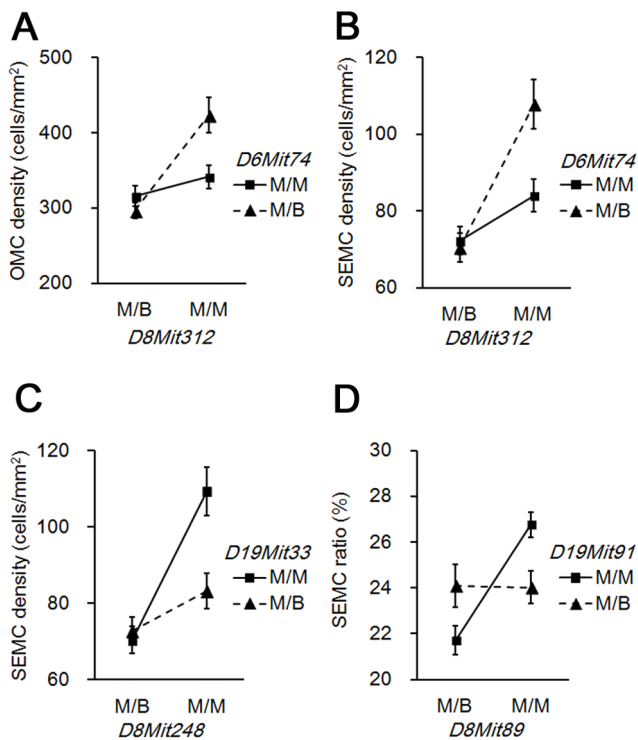 A
OMC density (cells/mm²)
500
400
300
200
M/B M/M
D8Mit312
D6Mit74
M/M
M/B
B
SEMC density (cells/mm²)
120
100
80
60
M/B M/M
D8Mit312
D6Mit74
M/M
M/B
C
SEMC density (cells/mm²)
120
100
80
60
M/B M/M
D8Mit248
D19Mit33
M/M
M/B
D
SEMC ratio (%)
30
28
26
24
22
20
M/B M/M
D8Mit89
D19Mit91
M/M
M/B